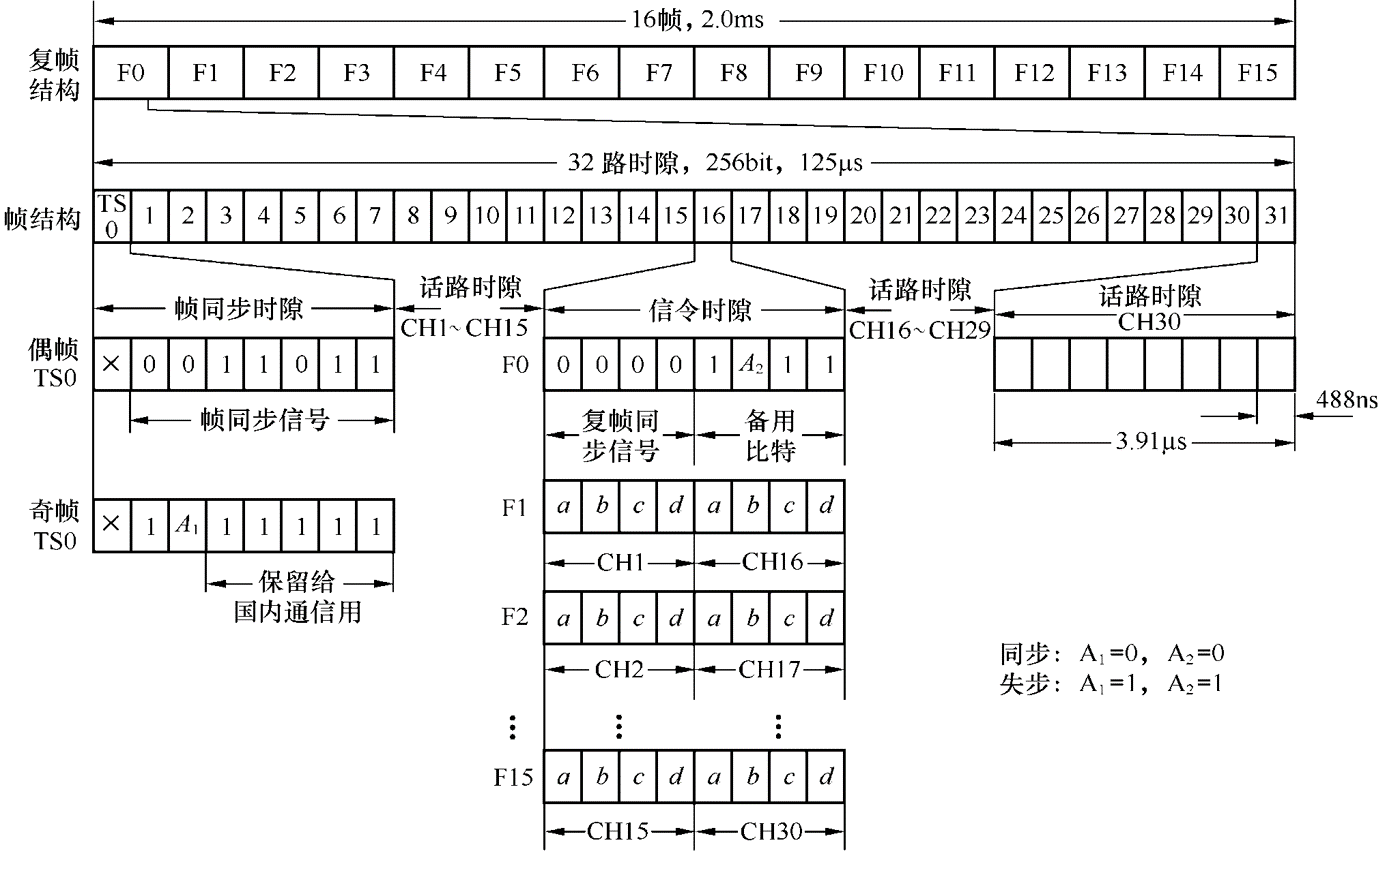 16帧, 2.0ms
复帧
结构
F0 F1 F2 F3 F4 F5 F6 F7 F8 F9 F10 F11 F12 F13 F14 F15
32 路时隙, 256bit, 125μs
帧结构
TS
0
1 2 3 4 5 6 7 8 9 10 11 12 13 14 15 16 17 18 19 20 21 22 23 24 25 26 27 28 29 30 31
帧同步时隙
话路时隙
CH1~CH15
信令时隙
话路时隙
CH16~CH29
话路时隙
CH30
偶帧
TS0
× 0 0 1 1 0 1 1
F0
0 0 0 0 1 A2 1 1
帧同步信号
复帧同
步信号
备用
比特
488ns
3.91μs
奇帧
TS0
× 1 A1 1 1 1 1 1
F1
a b c d a b c d
CH1 CH16
保留给
国内通信用
F2
a b c d a b c d
CH2 CH17
同步: A1=0, A2=0
失步: A1=1, A2=1
F15
a b c d a b c d
CH15 CH30